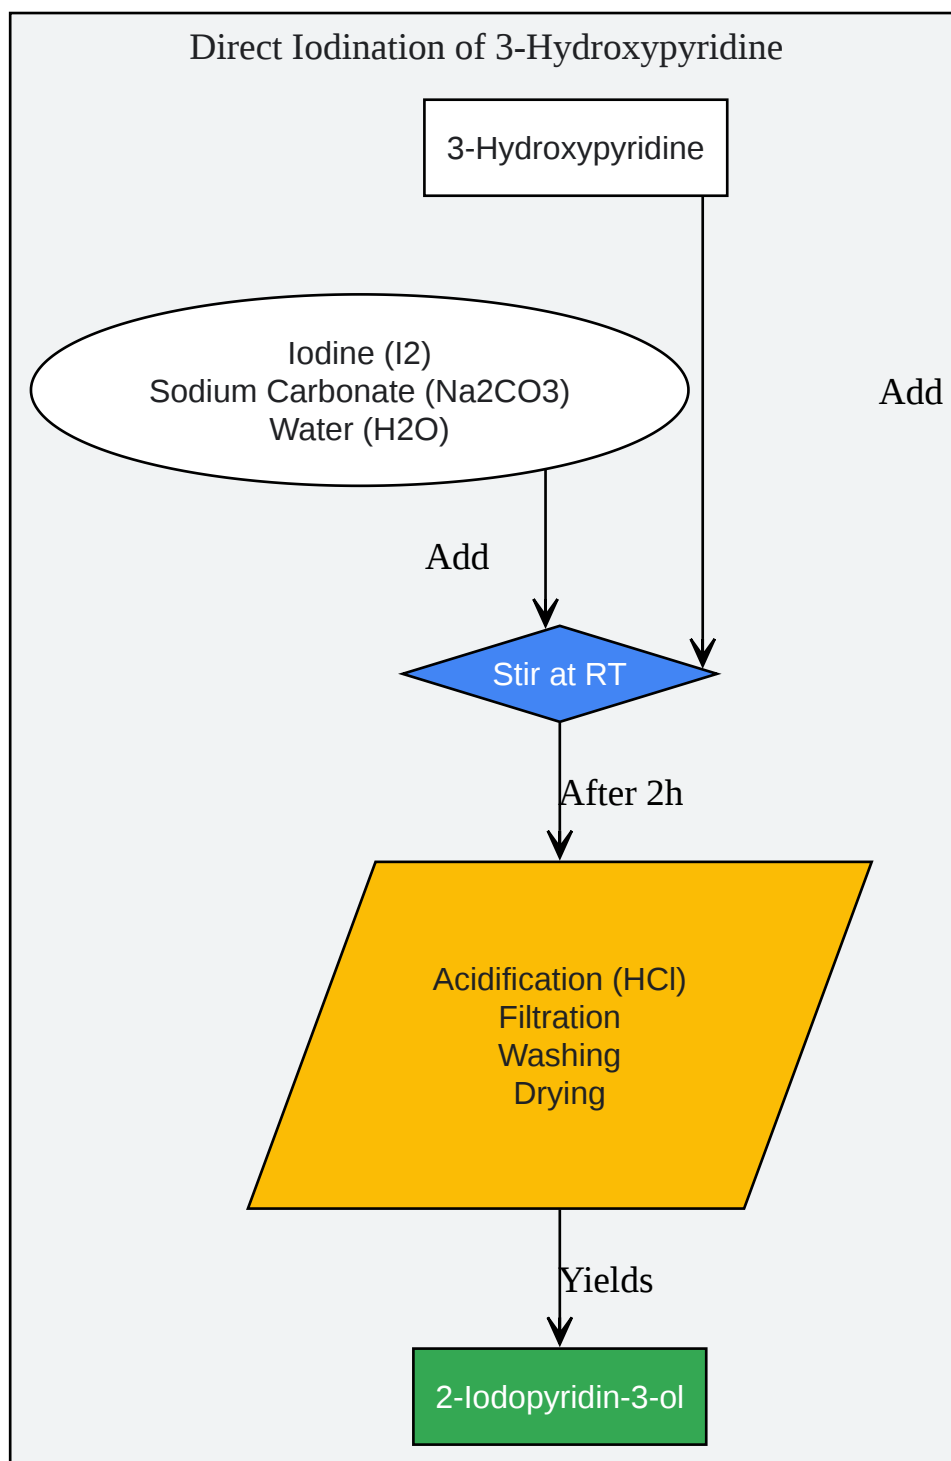 Direct Iodination of 3-Hydroxypyridine
3-Hydroxypyridine
Iodine (I2)
Sodium Carbonate (Na2CO3)
Water (H2O)
Add
Add
Stir at RT
After 2h
Acidification (HCl)
Filtration
Washing
Drying
Yields
2-Iodopyridin-3-ol